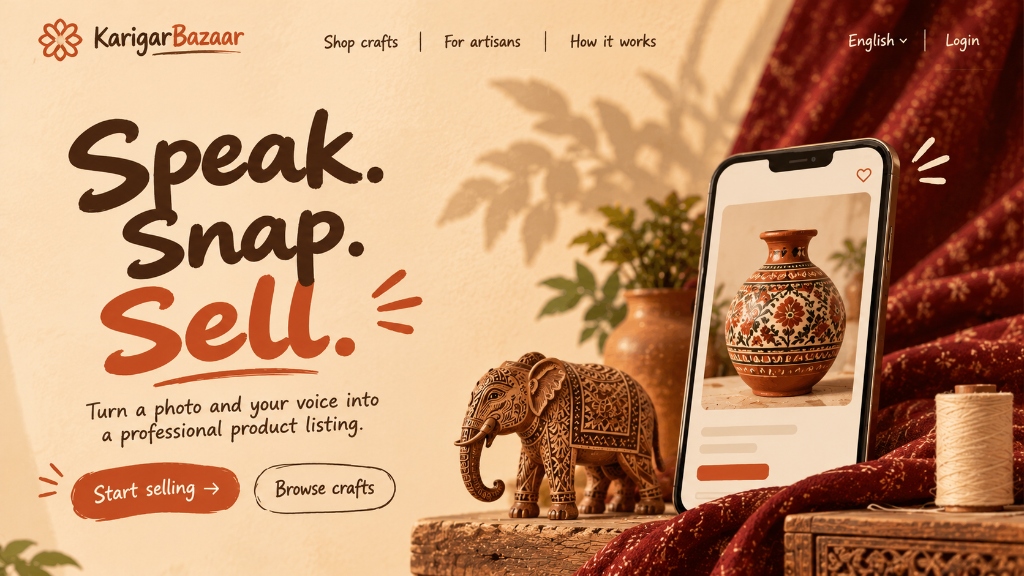 KarigarBazaar
Shop crafts
For artisans
How it works
English
Login
Speak.
Snap.
Sell.
Turn a photo and your voice into
a professional product listing.
Start selling →
Browse crafts